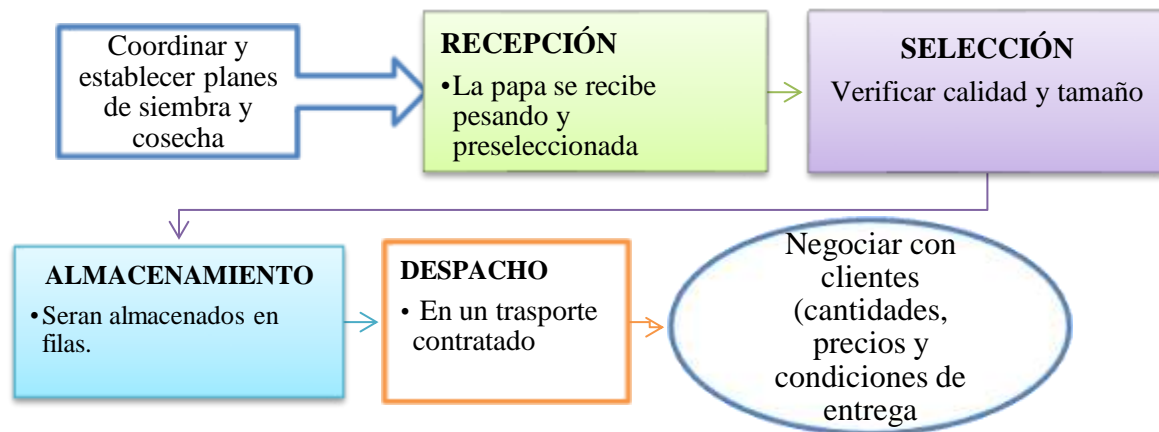 Coordinar y
establecer planes
de siembra y
cosecha
RECEPCIÓN
•La papa se recibe
pesando y
preseleccionada
SELECCIÓN
Verificar calidad y tamaño
ALMACENAMIENTO
•Seran almacenados en
filas.
DESPACHO
• En un trasporte
contratado
Negociar con
clientes
(cantidades,
precios y
condiciones de
entrega